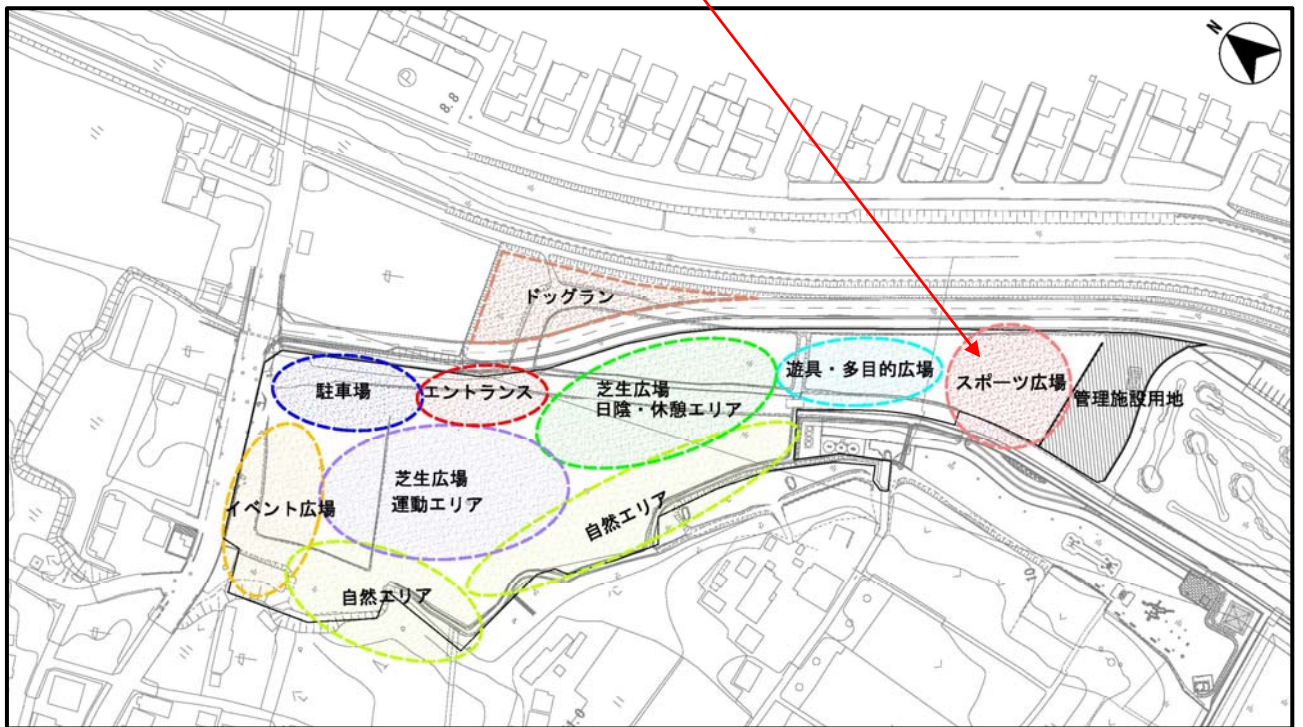 N
P
8.8
ドッグラン
駐車場
エントランス
芝生広場
日陰・休憩エリア
遊具・多目的広場
スポーツ広場
管理施設用地
イベント広場
芝生広場
運動エリア
自然エリア
自然エリア
10